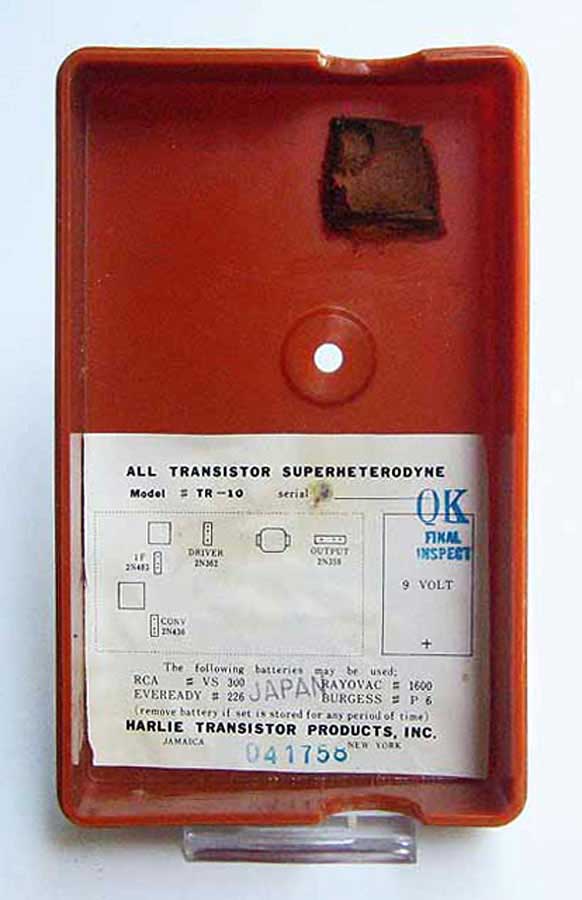 ALL TRANSISTOR SUPERHETERODYNE
Model # TR-10 serial
OK
FINAL
INSPECT
IF
2N483
DRIVER
2N362
OUTPUT
2N359
CONV
2N436
9 VOLT
+
The following batteries may be used;
RCA # VS 300 RAYOVAC # 1600
EVEREADY # 226 BURGESS # P 6
JAPAN
(remove battery if set is stored for any period of time)
HARLIE TRANSISTOR PRODUCTS, INC.
JAMAICA NEW YORK
041758